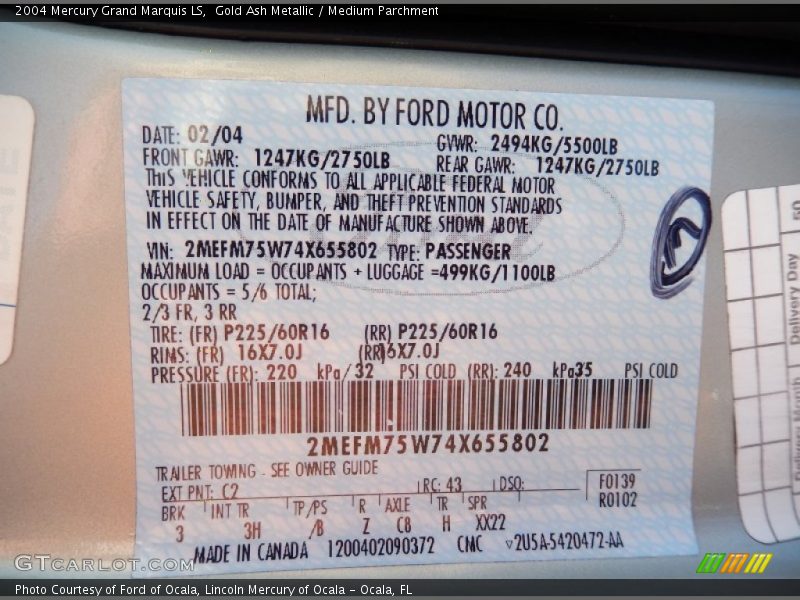 2004 Mercury Grand Marquis LS, Gold Ash Metallic / Medium Parchment
MFD. BY FORD MOTOR CO.
DATE: 02/04 GVWR: 2494KG/5500LB
FRONT GAWR: 1247KG/2750LB REAR GAWR: 1247KG/2750LB
THIS VEHICLE CONFORMS TO ALL APPLICABLE FEDERAL MOTOR
VEHICLE SAFETY, BUMPER, AND THEFT PREVENTION STANDARDS
IN EFFECT ON THE DATE OF MANUFACTURE SHOWN ABOVE.
VIN: 2MEFM75W74X655802 TYPE: PASSENGER
MAXIMUM LOAD = OCCUPANTS + LUGGAGE =499KG/1100LB
OCCUPANTS = 5/6 TOTAL;
2/3 FR, 3 RR
TIRE: (FR) P225/60R16 (RR) P225/60R16
RIMS: (FR) 16X7.0J (RR)16X7.0J
PRESSURE (FR): 220 kPa/32 PSI COLD (RR): 240 kPa35 PSI COLD
2MEFM75W74X655802
TRAILER TOWING - SEE OWNER GUIDE
EXT PNT: C2 RC: 43 DSO: F0139
R0102
BRK INT TR TP/PS R AXLE TR SPR
3 3H /B Z C8 H XX22
MADE IN CANADA 1200402090372 CMC 2U5A-5420472-AA
50
Delivery Day
Delivery Month
GTCarLot.com
Photo Courtesy of Ford of Ocala, Lincoln Mercury of Ocala - Ocala, FL